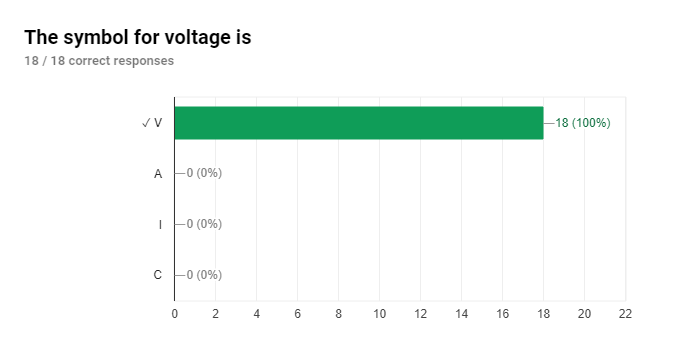 The symbol for voltage is
18 / 18 correct responses
✓ V
18 (100%)
A
0 (0%)
I
0 (0%)
C
0 (0%)
0 2 4 6 8 10 12 14 16 18 20 22